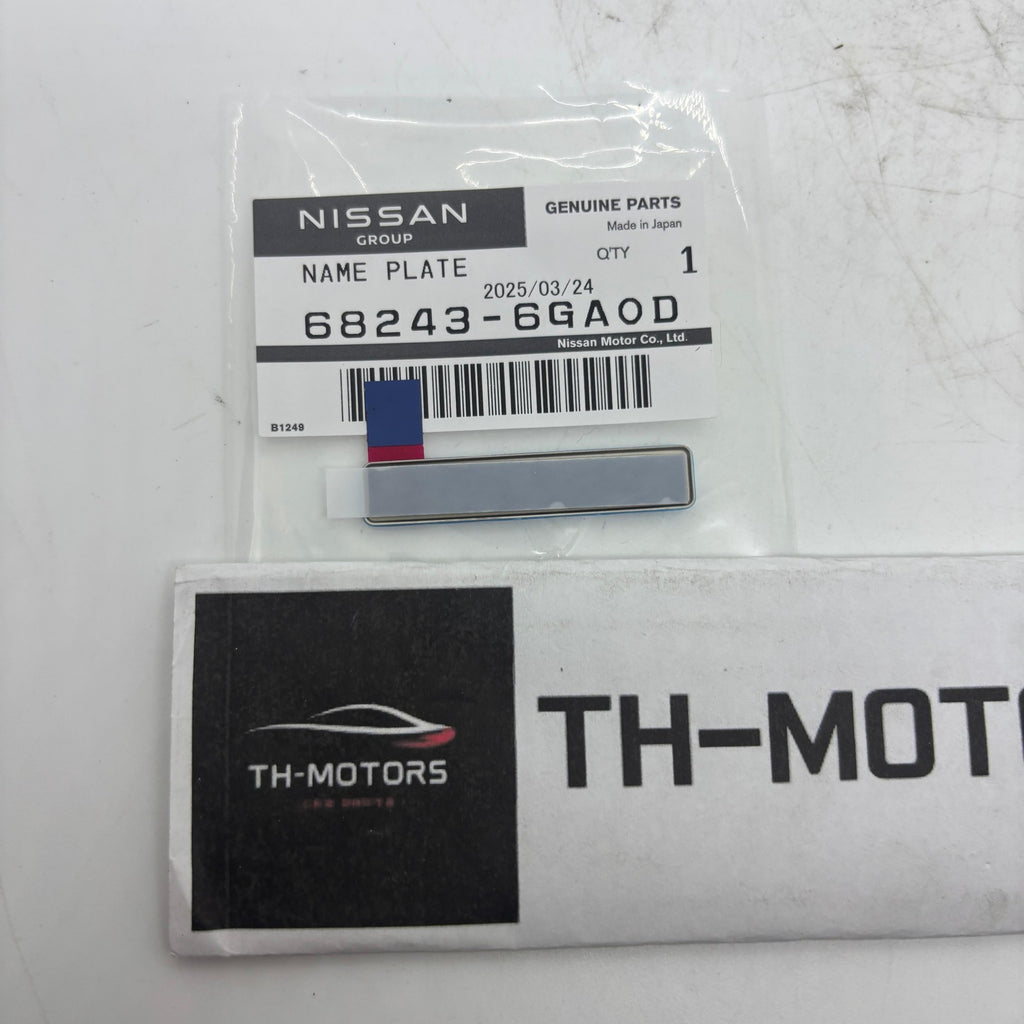 NISSAN
GROUP
GENUINE PARTS
Made in Japan
NAME PLATE
Q'TY 1
2025/03/24
68243-6GA0D
Nissan Motor Co., Ltd.
B1249
TH-MOT
TH-MOTORS